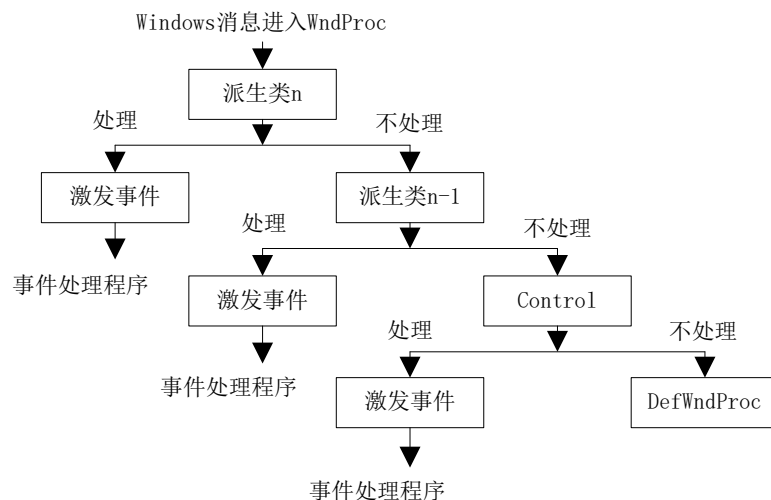 Windows消息进入WndProc
派生类n
处理
不处理
激发事件
派生类n-1
处理
不处理
事件处理程序
激发事件
Control
处理
不处理
事件处理程序
激发事件
DefWndProc
事件处理程序